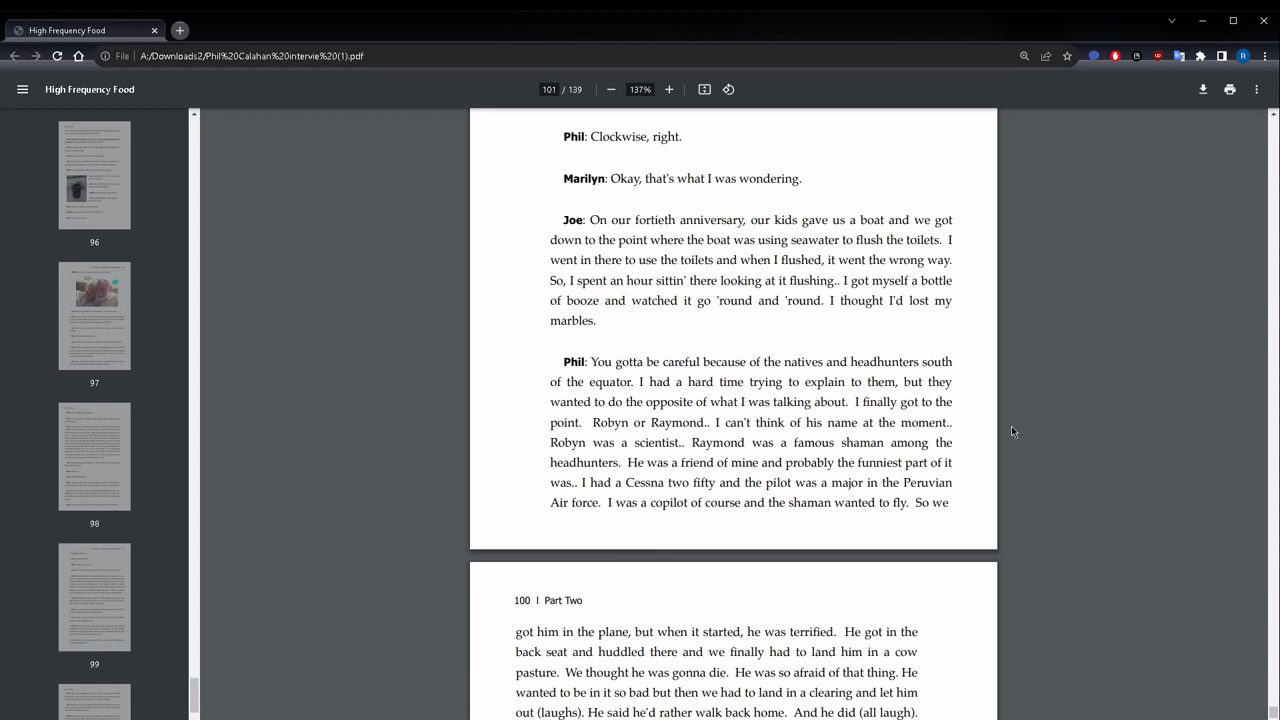 High Frequency Food
File
A:/Downloads2/Phil%20Calahan%20intervie%20(1).pdf
R
High Frequency Food
101 / 139
137%
96
97
98
99
Phil: Clockwise, right.
Marilyn: Okay, that's what I was wondering.
Joe: On our fortieth anniversary, our kids gave us a boat and we got
down to the point where the boat was using seawater to flush the toilets. I
went in there to use the toilets and when I flushed, it went the wrong way.
So, I spent an hour sittin' there looking at it flushing.. I got myself a bottle
of booze and watched it go 'round and 'round. I thought I'd lost my
marbles.
Phil: You gotta be careful because of the natives and headhunters south
of the equator. I had a hard time trying to explain to them, but they
wanted to do the opposite of what I was talking about. I finally got to the
point. Robyn or Raymond.. I can't think of his name at the moment..
Robyn was a scientist.. Raymond was a famous shaman among the
headhunters. He was a friend of mine and probably the funniest part of it
was.. I had a Cessna two fifty and the pilot was a major in the Peruvian
Air force. I was a copilot of course and the shaman wanted to fly. So we
100 | Part Two
got him in the plane, but when it started, he was terrified. He got in the
back seat and huddled there and we finally had to land him in a cow
pasture. We thought he was gonna die. He was so afraid of that thing. He
to be in it so bad but then we had to land in a clearing and let him
(laughs). He said he'd rather walk back home. And he did (all laugh).